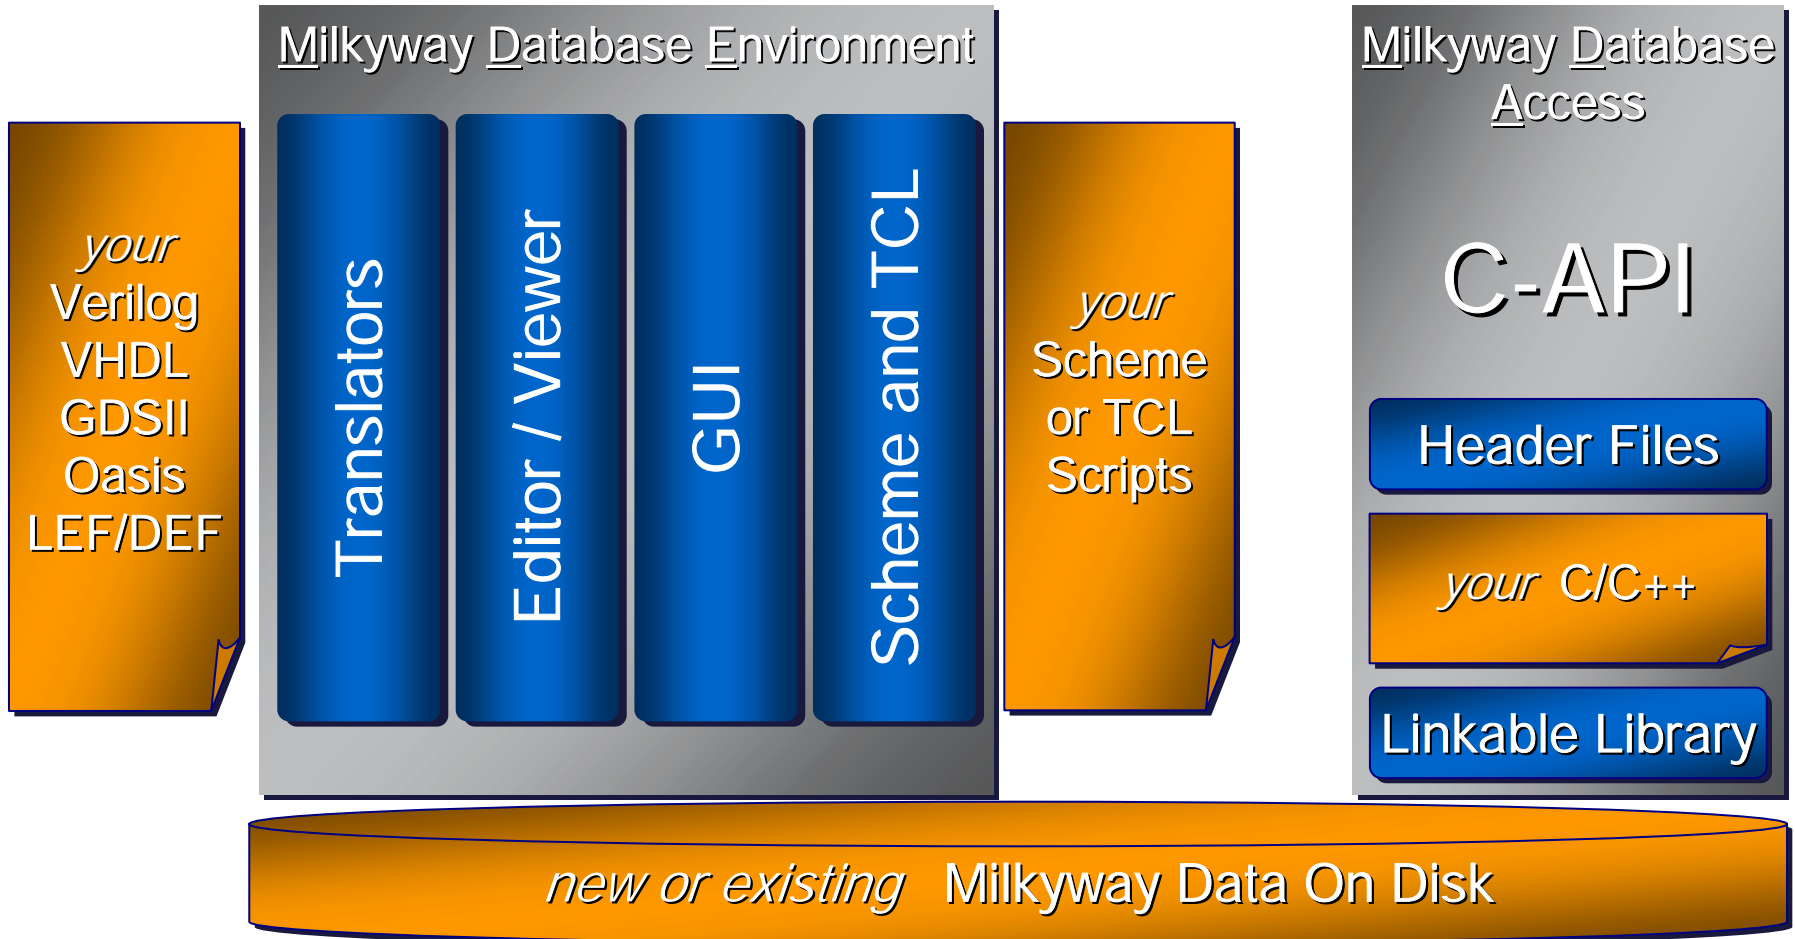 Milkyway Database Environment
your
Verilog
VHDL
GDSII
Oasis
LEF/DEF
Translators
Editor / Viewer
GUI
Scheme and TCL
your
Scheme
or TCL
Scripts
Milkyway Database
Access
C-API
Header Files
your C/C++
Linkable Library
new or existing Milkyway Data On Disk